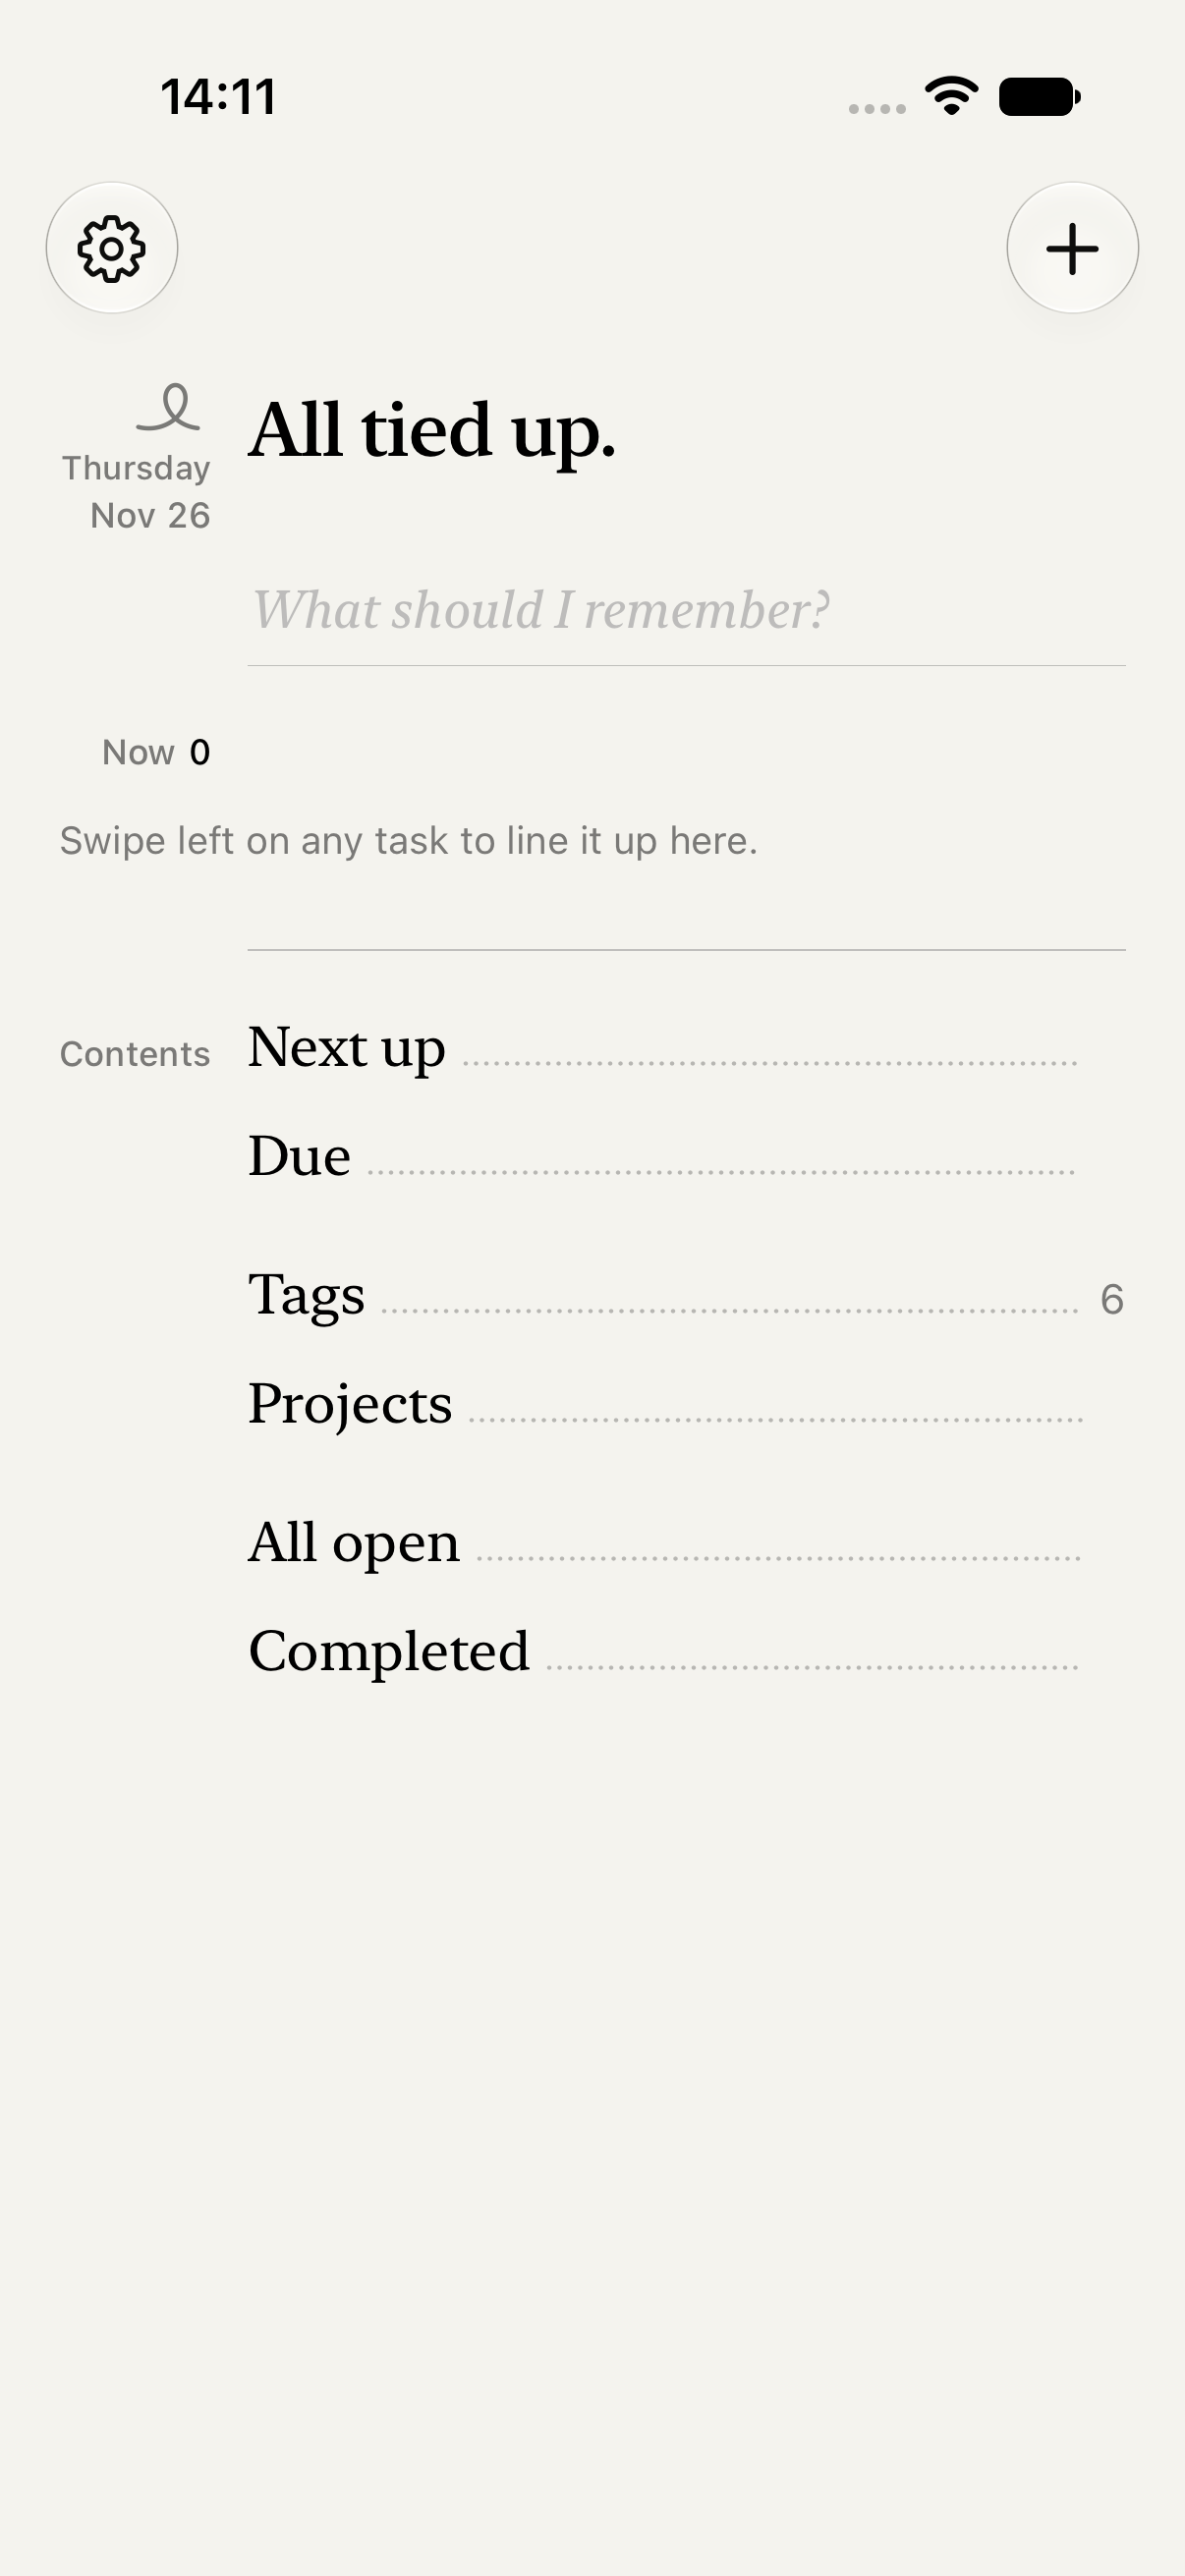 14:11
All tied up.
Thursday
Nov 26
What should I remember?
Now 0
Swipe left on any task to line it up here.
Contents
Next up
Due
Tags 6
Projects
All open
Completed